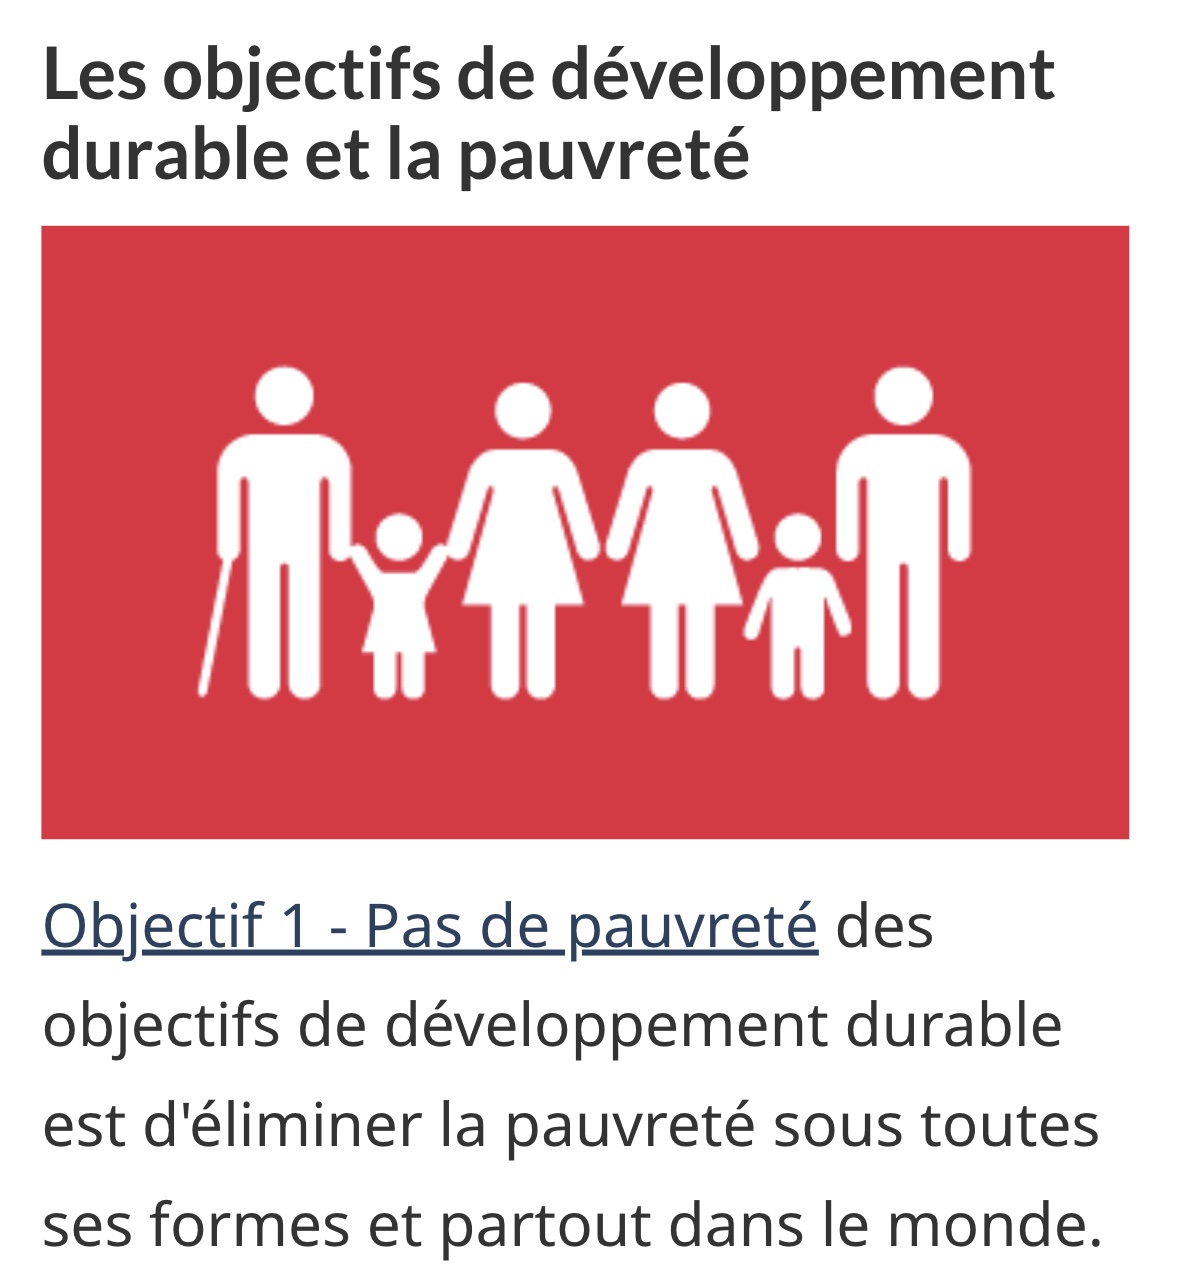 Les objectifs de développement
durable et la pauvreté
Objectif 1 - Pas de pauvreté des
objectifs de développement durable
est d'éliminer la pauvreté sous toutes
ses formes et partout dans le monde.